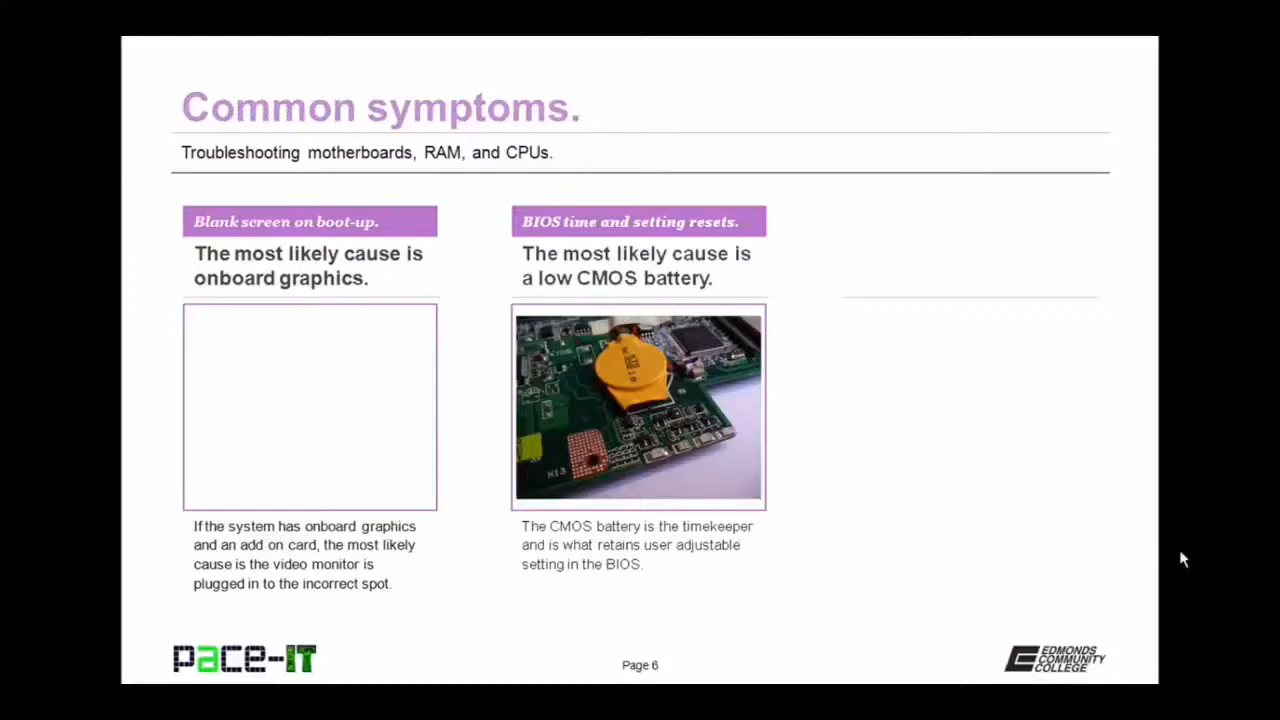 Common symptoms.
Troubleshooting motherboards, RAM, and CPUs.
Blank screen on boot-up.
The most likely cause is
onboard graphics.
If the system has onboard graphics
and an add on card, the most likely
cause is the video monitor is
plugged in to the incorrect spot.
BIOS time and setting resets.
The most likely cause is
a low CMOS battery.
H13
The CMOS battery is the timekeeper
and is what retains user adjustable
setting in the BIOS.
pace-IT
Page 6
EDMONDS
COMMUNITY
COLLEGE